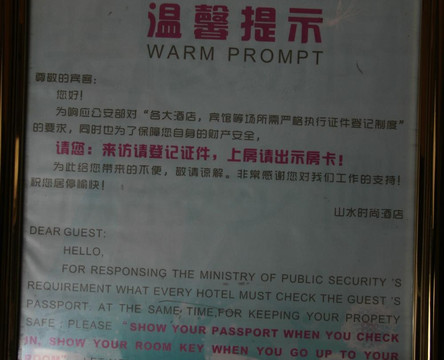 温馨提示
WARM PROMPT
尊敬的宾客：
您好！
为响应公安部对“各大酒店，宾馆等场所需严格执行证件登记制度”
的要求，同时也为了保障您自身的财产安全，
请您：来访请登记证件，上房请出示房卡！
为此给您带来的不便，敬请谅解。非常感谢您对我们工作的支持！
祝您居停愉快！
山水时尚酒店
DEAR GUEST:
HELLO,
FOR RESPONSING THE MINISTRY OF PUBLIC SECURITY 'S
REQUIREMENT WHAT EVERY HOTEL MUST CHECK THE GUEST 'S
PASSPORT. AT THE SAME TIME,FOR KEEPING YOUR PROPETY
SAFE. PLEASE "SHOW YOUR PASSPORT WHEN YOU CHECK
IN, SHOW YOUR ROOM KEY WHEN YOU GO UP TO YOUR